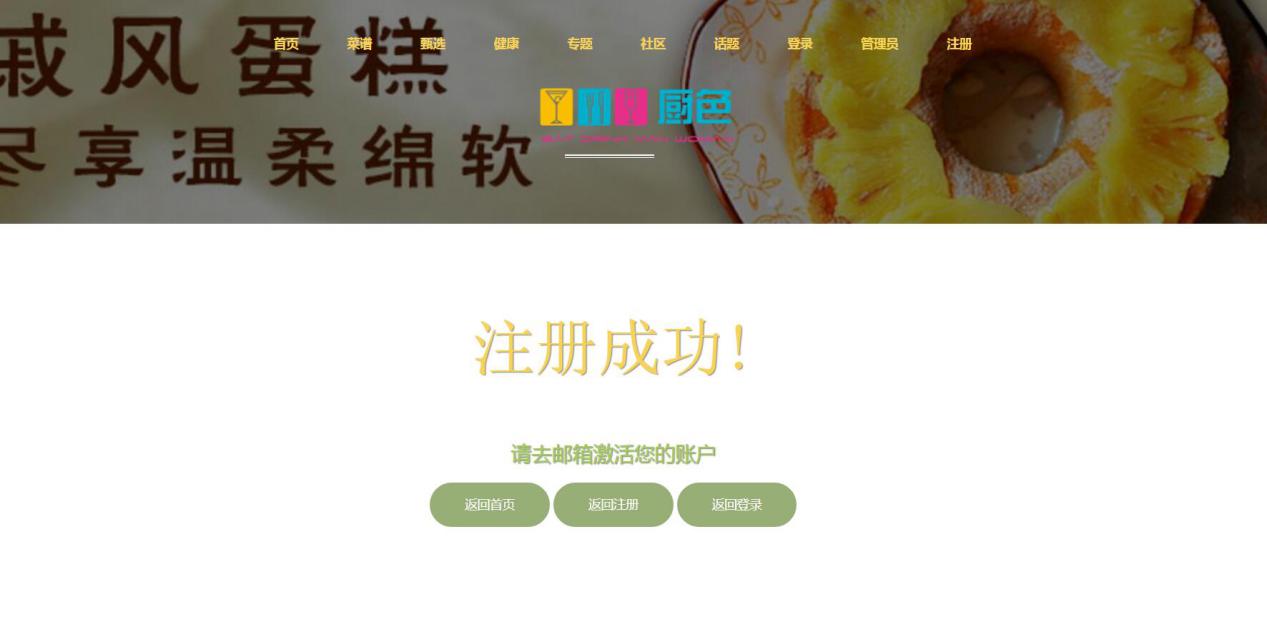 戚风蛋糕
首页 菜谱 甄选 健康 专题 社区 话题 登录 管理员 注册
厨色
尽享温柔绵软
注册成功!
请去邮箱激活您的账户
返回首页 返回注册 返回登录